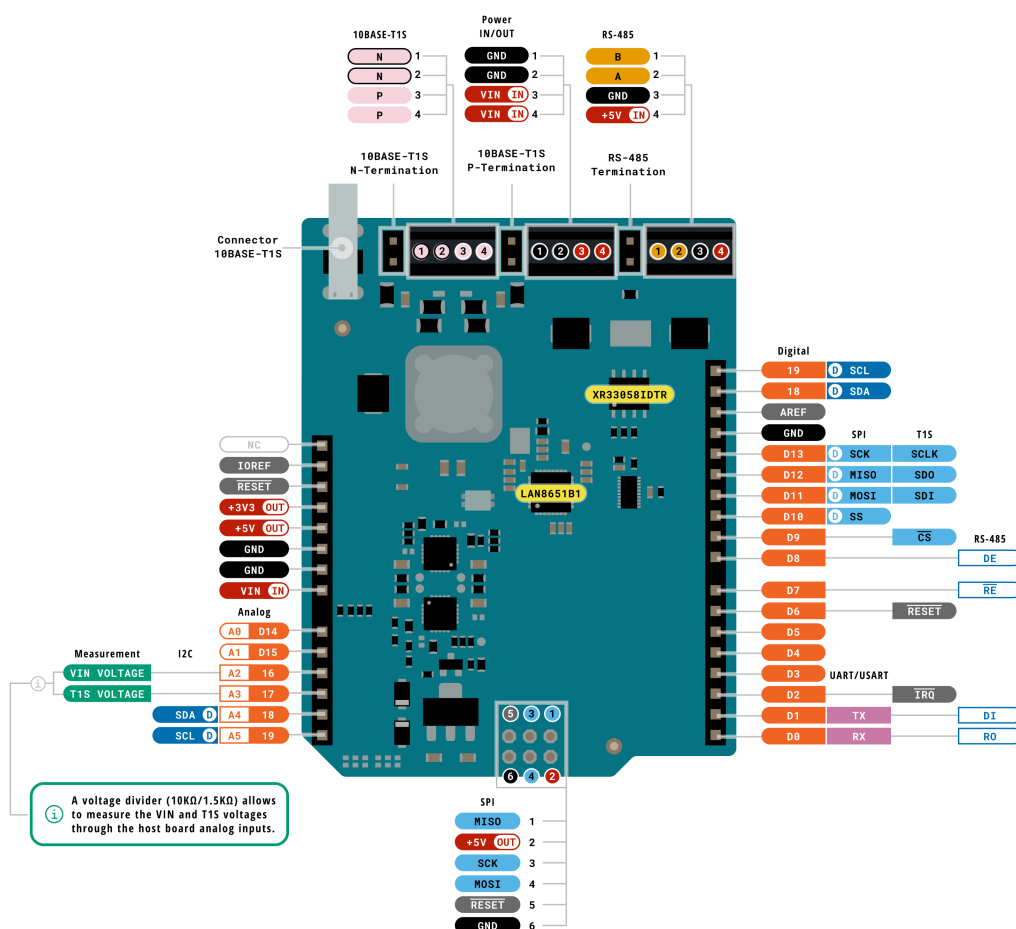 10BASE-T1S
N 1
N 2
P 3
P 4
Power
IN/OUT
GND 1
GND 2
VIN IN 3
VIN IN 4
RS-485
B 1
A 2
GND 3
+5V IN 4
10BASE-T1S
N-Termination
10BASE-T1S
P-Termination
RS-485
Termination
Connector
10BASE-T1S
1 2 3 4
1 2 3 4
1 2 3 4
XR33058IDTR
LAN8651B1
NC
IOREF
RESET
+3V3 OUT
+5V OUT
GND
GND
VIN IN
Analog
A0 D14
A1 D15
Measurement I2C
VIN VOLTAGE A2 16
T1S VOLTAGE A3 17
SDA D A4 18
SCL D A5 19
i
i
A voltage divider (10KΩ/1.5KΩ) allows
to measure the VIN and T1S voltages
through the host board analog inputs.
Digital
19 D SCL
18 D SDA
AREF
GND SPI T1S
D13 D SCK SCLK
D12 D MISO SDO
D11 D MOSI SDI
D10 D SS
D9 CS RS-485
D8 DE
D7 RE
D6 RESET
D5
D4
D3 UART/USART
D2 IRQ
D1 TX DI
D0 RX RO
5 3 1
6 4 2
SPI
MISO 1
+5V OUT 2
SCK 3
MOSI 4
RESET 5
GND 6